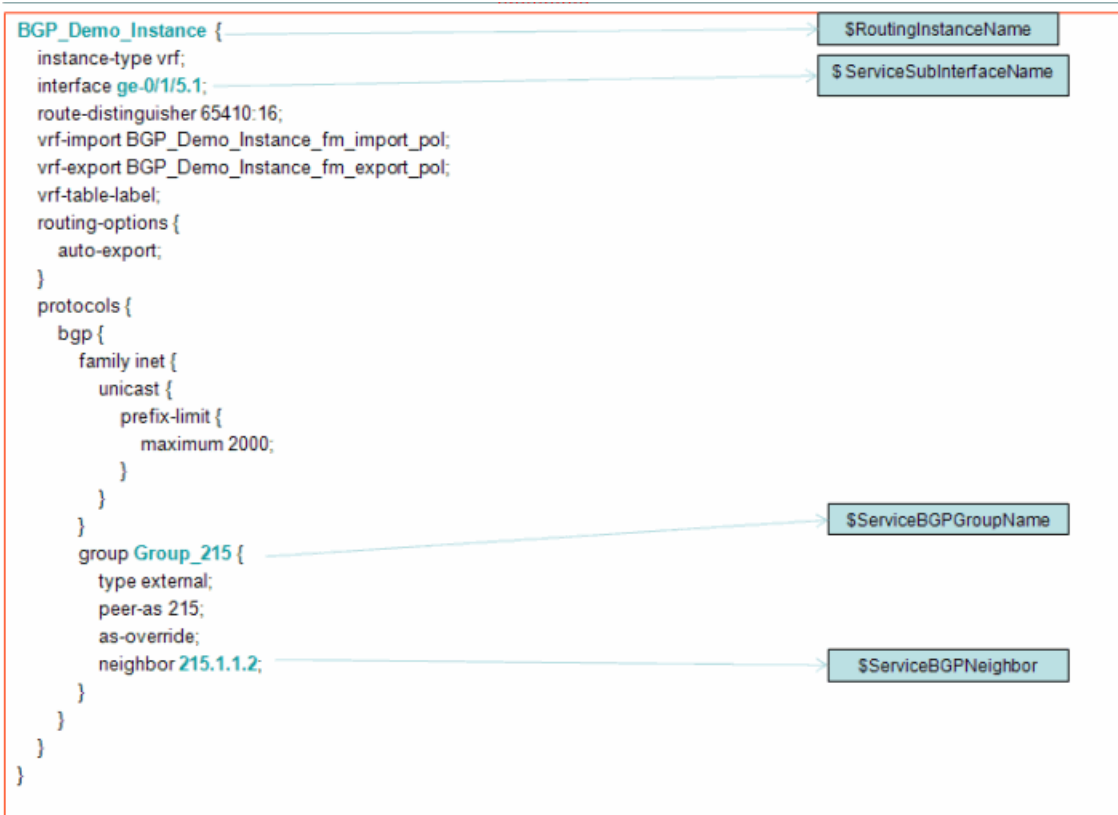 BGP_Demo_Instance { $RoutingInstanceName
instance-type vrf;
interface ge-0/1/5.1; $ ServiceSubInterfaceName
route-distinguisher 65410:16;
vrf-import BGP_Demo_Instance_fm_import_pol;
vrf-export BGP_Demo_Instance_fm_export_pol;
vrf-table-label;
routing-options {
auto-export;
}
protocols {
bgp {
family inet {
unicast {
prefix-limit {
maximum 2000;
}
}
}
$ServiceBGPGroupName
group Group_215 {
type external;
peer-as 215;
as-override;
neighbor 215.1.1.2; $ServiceBGPNeighbor
}
}
}
}